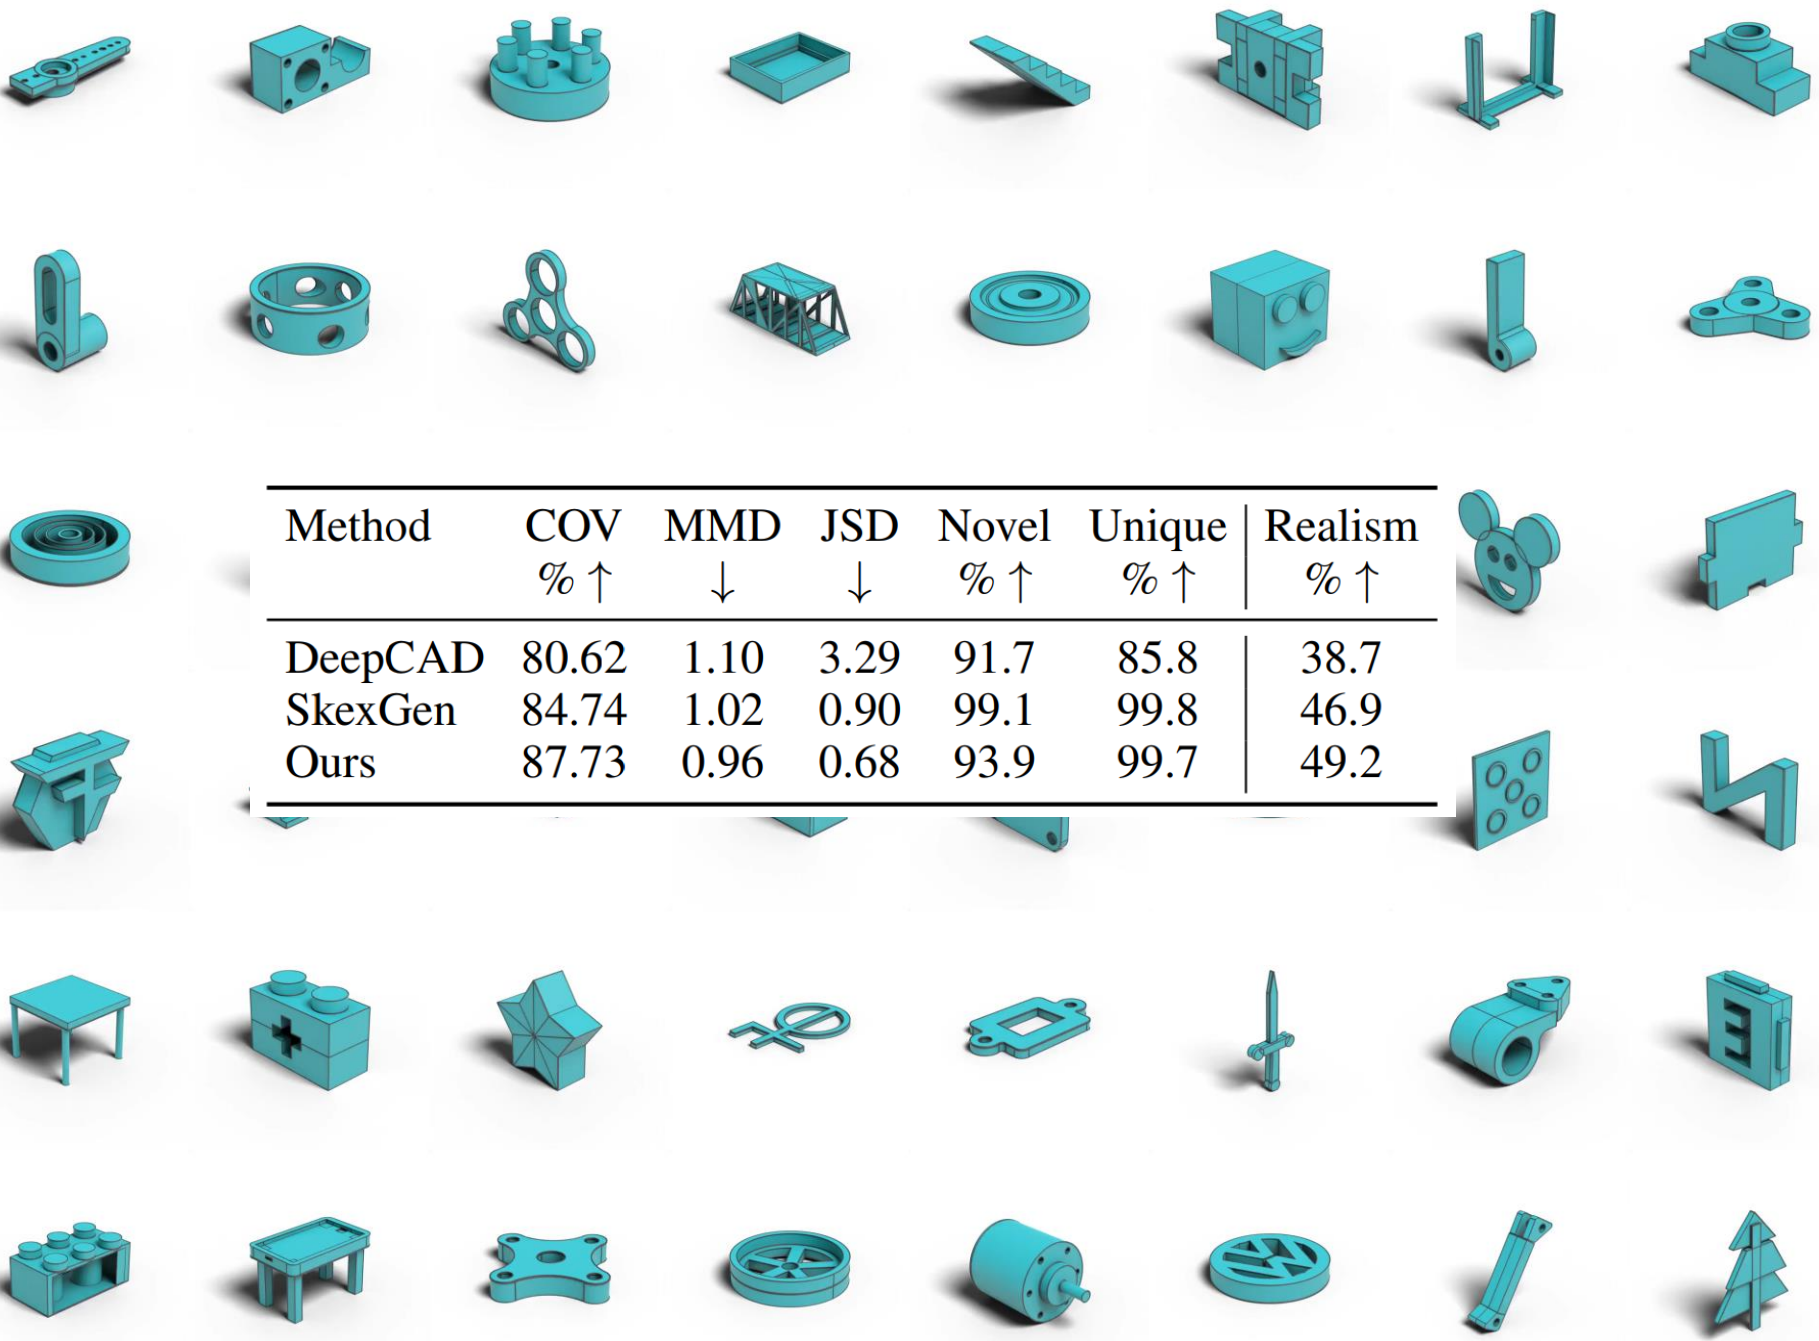 Method COV MMD JSD Novel Unique Realism
% ↑ ↓ ↓ % ↑ % ↑ % ↑
DeepCAD 80.62 1.10 3.29 91.7 85.8 38.7
SkexGen 84.74 1.02 0.90 99.1 99.8 46.9
Ours 87.73 0.96 0.68 93.9 99.7 49.2